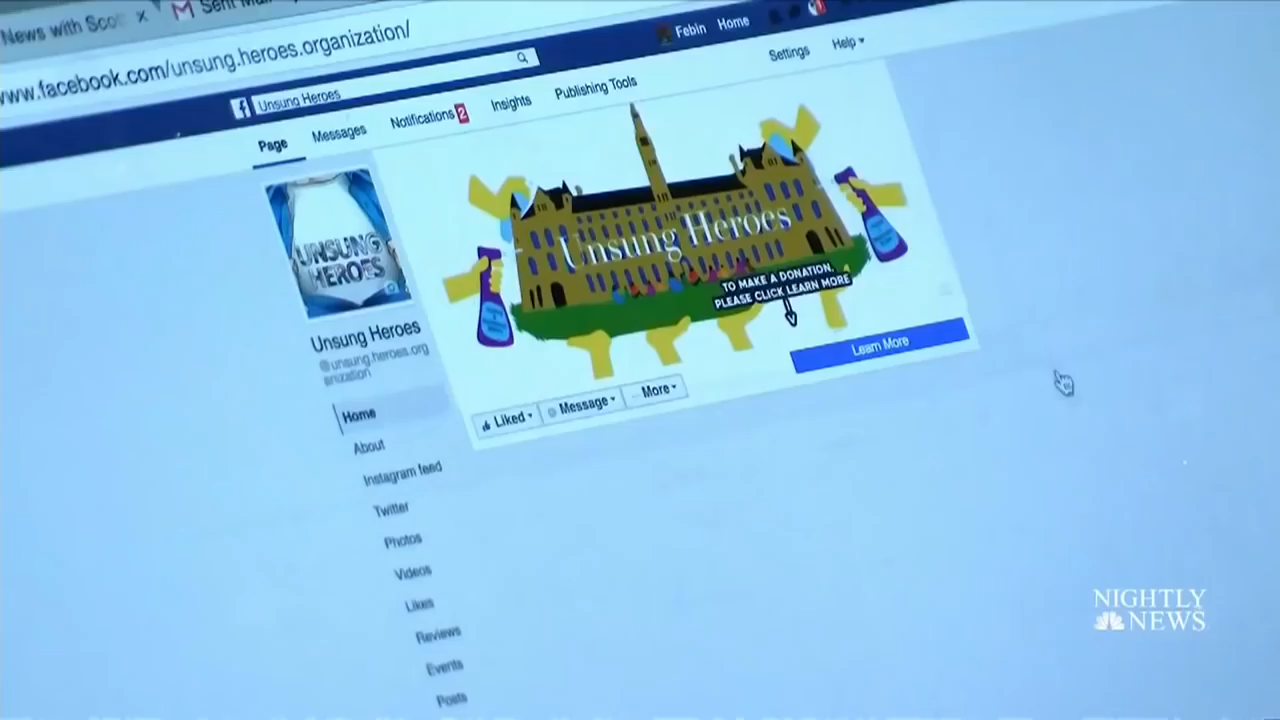 News with Scot
Sent Mail
www.facebook.com/unsung.heroes.organization/
Unsung Heroes
Febin Home
1
Page Messages Notifications 2 Insights Publishing Tools Settings Help
UNSUNG
HEROES
Unsung Heroes
TO MAKE A DONATION,
PLEASE CLICK LEARN MORE
Learn More
Unsung Heroes
@unsung.heroes.org
anization
Liked Message More
Home
About
Instagram feed
Twitter
Photos
Videos
Likes
Reviews
Events
Posts
NIGHTLY
NEWS